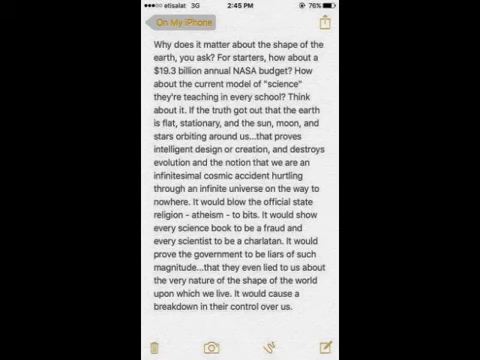 etisalat 3G 2:45 PM 76%
On My iPhone
Why does it matter about the shape of the
earth, you ask? For starters, how about a
$19.3 billion annual NASA budget? How
about the current model of "science"
they're teaching in every school? Think
about it. If the truth got out that the earth
is flat, stationary, and the sun, moon, and
stars orbiting around us...that proves
intelligent design or creation, and destroys
evolution and the notion that we are an
infinitesimal cosmic accident hurtling
through an infinite universe on the way to
nowhere. It would blow the official state
religion - atheism - to bits. It would show
every science book to be a fraud and
every scientist to be a charlatan. It would
prove the government to be liars of such
magnitude...that they even lied to us about
the very nature of the shape of the world
upon which we live. It would cause a
breakdown in their control over us.